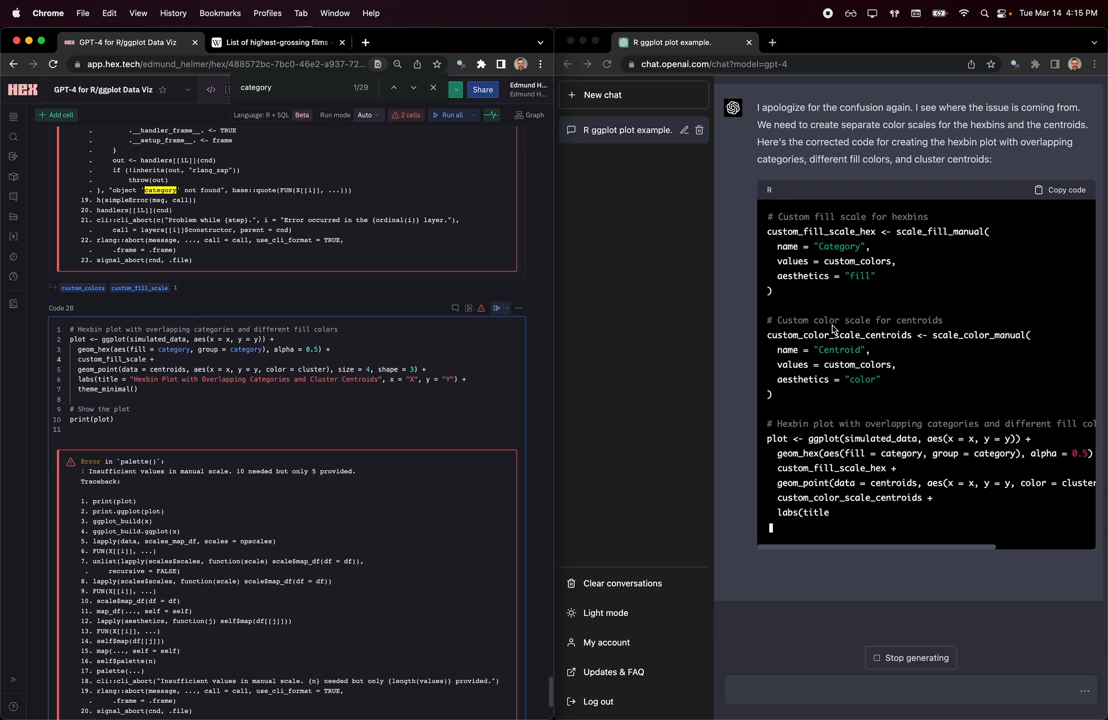 Chrome File Edit View History Bookmarks Profiles Tab Window Help Tue Mar 14 4:15 PM
GPT-4 for R/ggplot Data Viz
List of highest-grossing films
app.hex.tech/edmund_helmer/hex/488572bc-7bc0-46e2-a937-72...
HEX GPT-4 for R/ggplot Data Viz
category 1/29
Share
Edmund H...
Edmund H...
Add cell
Language: R + SQL Beta Run mode Auto 2 cells Run all Graph
. __handler_frame__. <- TRUE
. __setup_frame__. <- frame
. }
. out <- handlers[[1L]](cnd)
. if (!inherits(out, "rlang_zap"))
. throw(out)
. }, "object 'category' not found", base::quote(FUN(X[[i]], ...)))
19. h(simpleError(msg, call))
20. handlers[[1L]](cnd)
21. cli::cli_abort(c("Problem while {step}.", i = "Error occurred in the {ordinal(i)} layer."),
. call = layers[[i]]$constructor, parent = cnd)
22. rlang::abort(message, ..., call = call, use_cli_format = TRUE,
. .frame = .frame)
23. signal_abort(cnd, .file)
custom_colors custom_fill_scale 1
Code 28
1 # Hexbin plot with overlapping categories and different fill colors
2 plot <- ggplot(simulated_data, aes(x = x, y = y)) +
3 geom_hex(aes(fill = category, group = category), alpha = 0.5) +
4 custom_fill_scale +
5 geom_point(data = centroids, aes(x = x, y = y, color = cluster), size = 4, shape = 3) +
6 labs(title = "Hexbin Plot with Overlapping Categories and Cluster Centroids", x = "X", y = "Y") +
7 theme_minimal()
8
9 # Show the plot
10 print(plot)
11
Error in `palette()`:
! Insufficient values in manual scale. 10 needed but only 5 provided.
Traceback:
1. print(plot)
2. print.ggplot(plot)
3. ggplot_build(x)
4. ggplot_build.ggplot(x)
5. lapply(data, scales_map_df, scales = npscales)
6. FUN(X[[i]], ...)
7. unlist(lapply(scales$scales, function(scale) scale$map_df(df = df)),
. recursive = FALSE)
8. lapply(scales$scales, function(scale) scale$map_df(df = df))
9. FUN(X[[i]], ...)
10. scale$map_df(df = df)
11. map_df(..., self = self)
12. lapply(aesthetics, function(j) self$map(df[[j]]))
13. FUN(X[[i]], ...)
14. self$map(df[[j]])
15. map(..., self = self)
16. self$palette(n)
17. palette(...)
18. cli::cli_abort("Insufficient values in manual scale. {n} needed but only {length(values)} provided.")
19. rlang::abort(message, ..., call = call, use_cli_format = TRUE,
. .frame = .frame)
20. signal_abort(cnd, .file)
R ggplot plot example.
chat.openai.com/chat?model=gpt-4
New chat
R ggplot plot example.
Clear conversations
Light mode
My account
Updates & FAQ
Log out
I apologize for the confusion again. I see where the issue is coming from.
We need to create separate color scales for the hexbins and the centroids.
Here's the corrected code for creating the hexbin plot with overlapping
categories, different fill colors, and cluster centroids:
R Copy code
# Custom fill scale for hexbins
custom_fill_scale_hex <- scale_fill_manual(
name = "Category",
values = custom_colors,
aesthetics = "fill"
)
# Custom color scale for centroids
custom_color_scale_centroids <- scale_color_manual(
name = "Centroid",
values = custom_colors,
aesthetics = "color"
)
# Hexbin plot with overlapping categories and different fill col
plot <- ggplot(simulated_data, aes(x = x, y = y)) +
geom_hex(aes(fill = category, group = category), alpha = 0.5)
custom_fill_scale_hex +
geom_point(data = centroids, aes(x = x, y = y, color = cluster
custom_color_scale_centroids +
labs(title
Stop generating